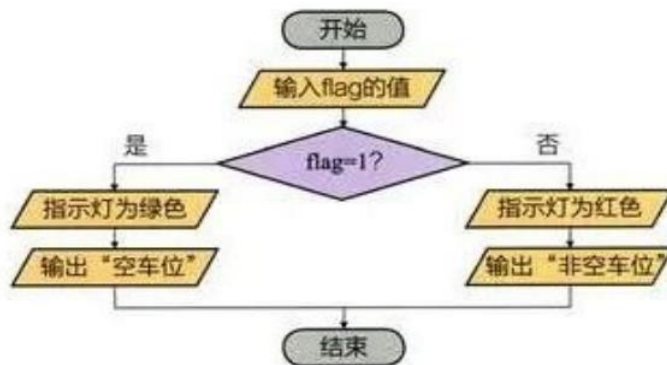 开始
输入flag的值
是
flag=1?
否
指示灯为绿色
指示灯为红色
输出“空车位”
输出“非空车位”
结束